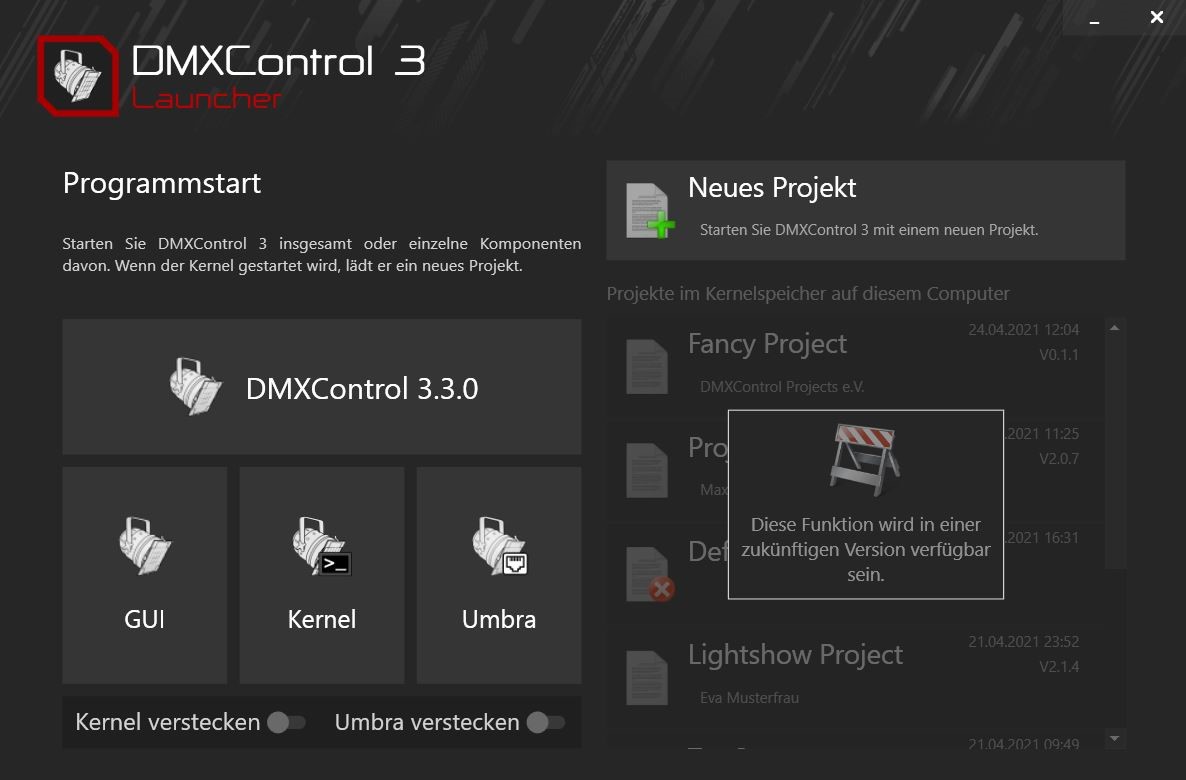 DMXControl 3
Launcher
Programmstart
Starten Sie DMXControl 3 insgesamt oder einzelne Komponenten
davon. Wenn der Kernel gestartet wird, lädt er ein neues Projekt.
DMXControl 3.3.0
GUI
Kernel
Umbra
Kernel verstecken
Umbra verstecken
Neues Projekt
Starten Sie DMXControl 3 mit einem neuen Projekt.
Projekte im Kernelspeicher auf diesem Computer
Fancy Project
24.04.2021 12:04
V0.1.1
DMXControl Projects e.V.
.2021 11:25
V2.0.7
Max
.2021 16:31
Diese Funktion wird in einer
zukünftigen Version verfügbar
sein.
Lightshow Project
21.04.2021 23:52
V2.1.4
Eva Musterfrau
21.04.2021 09:49